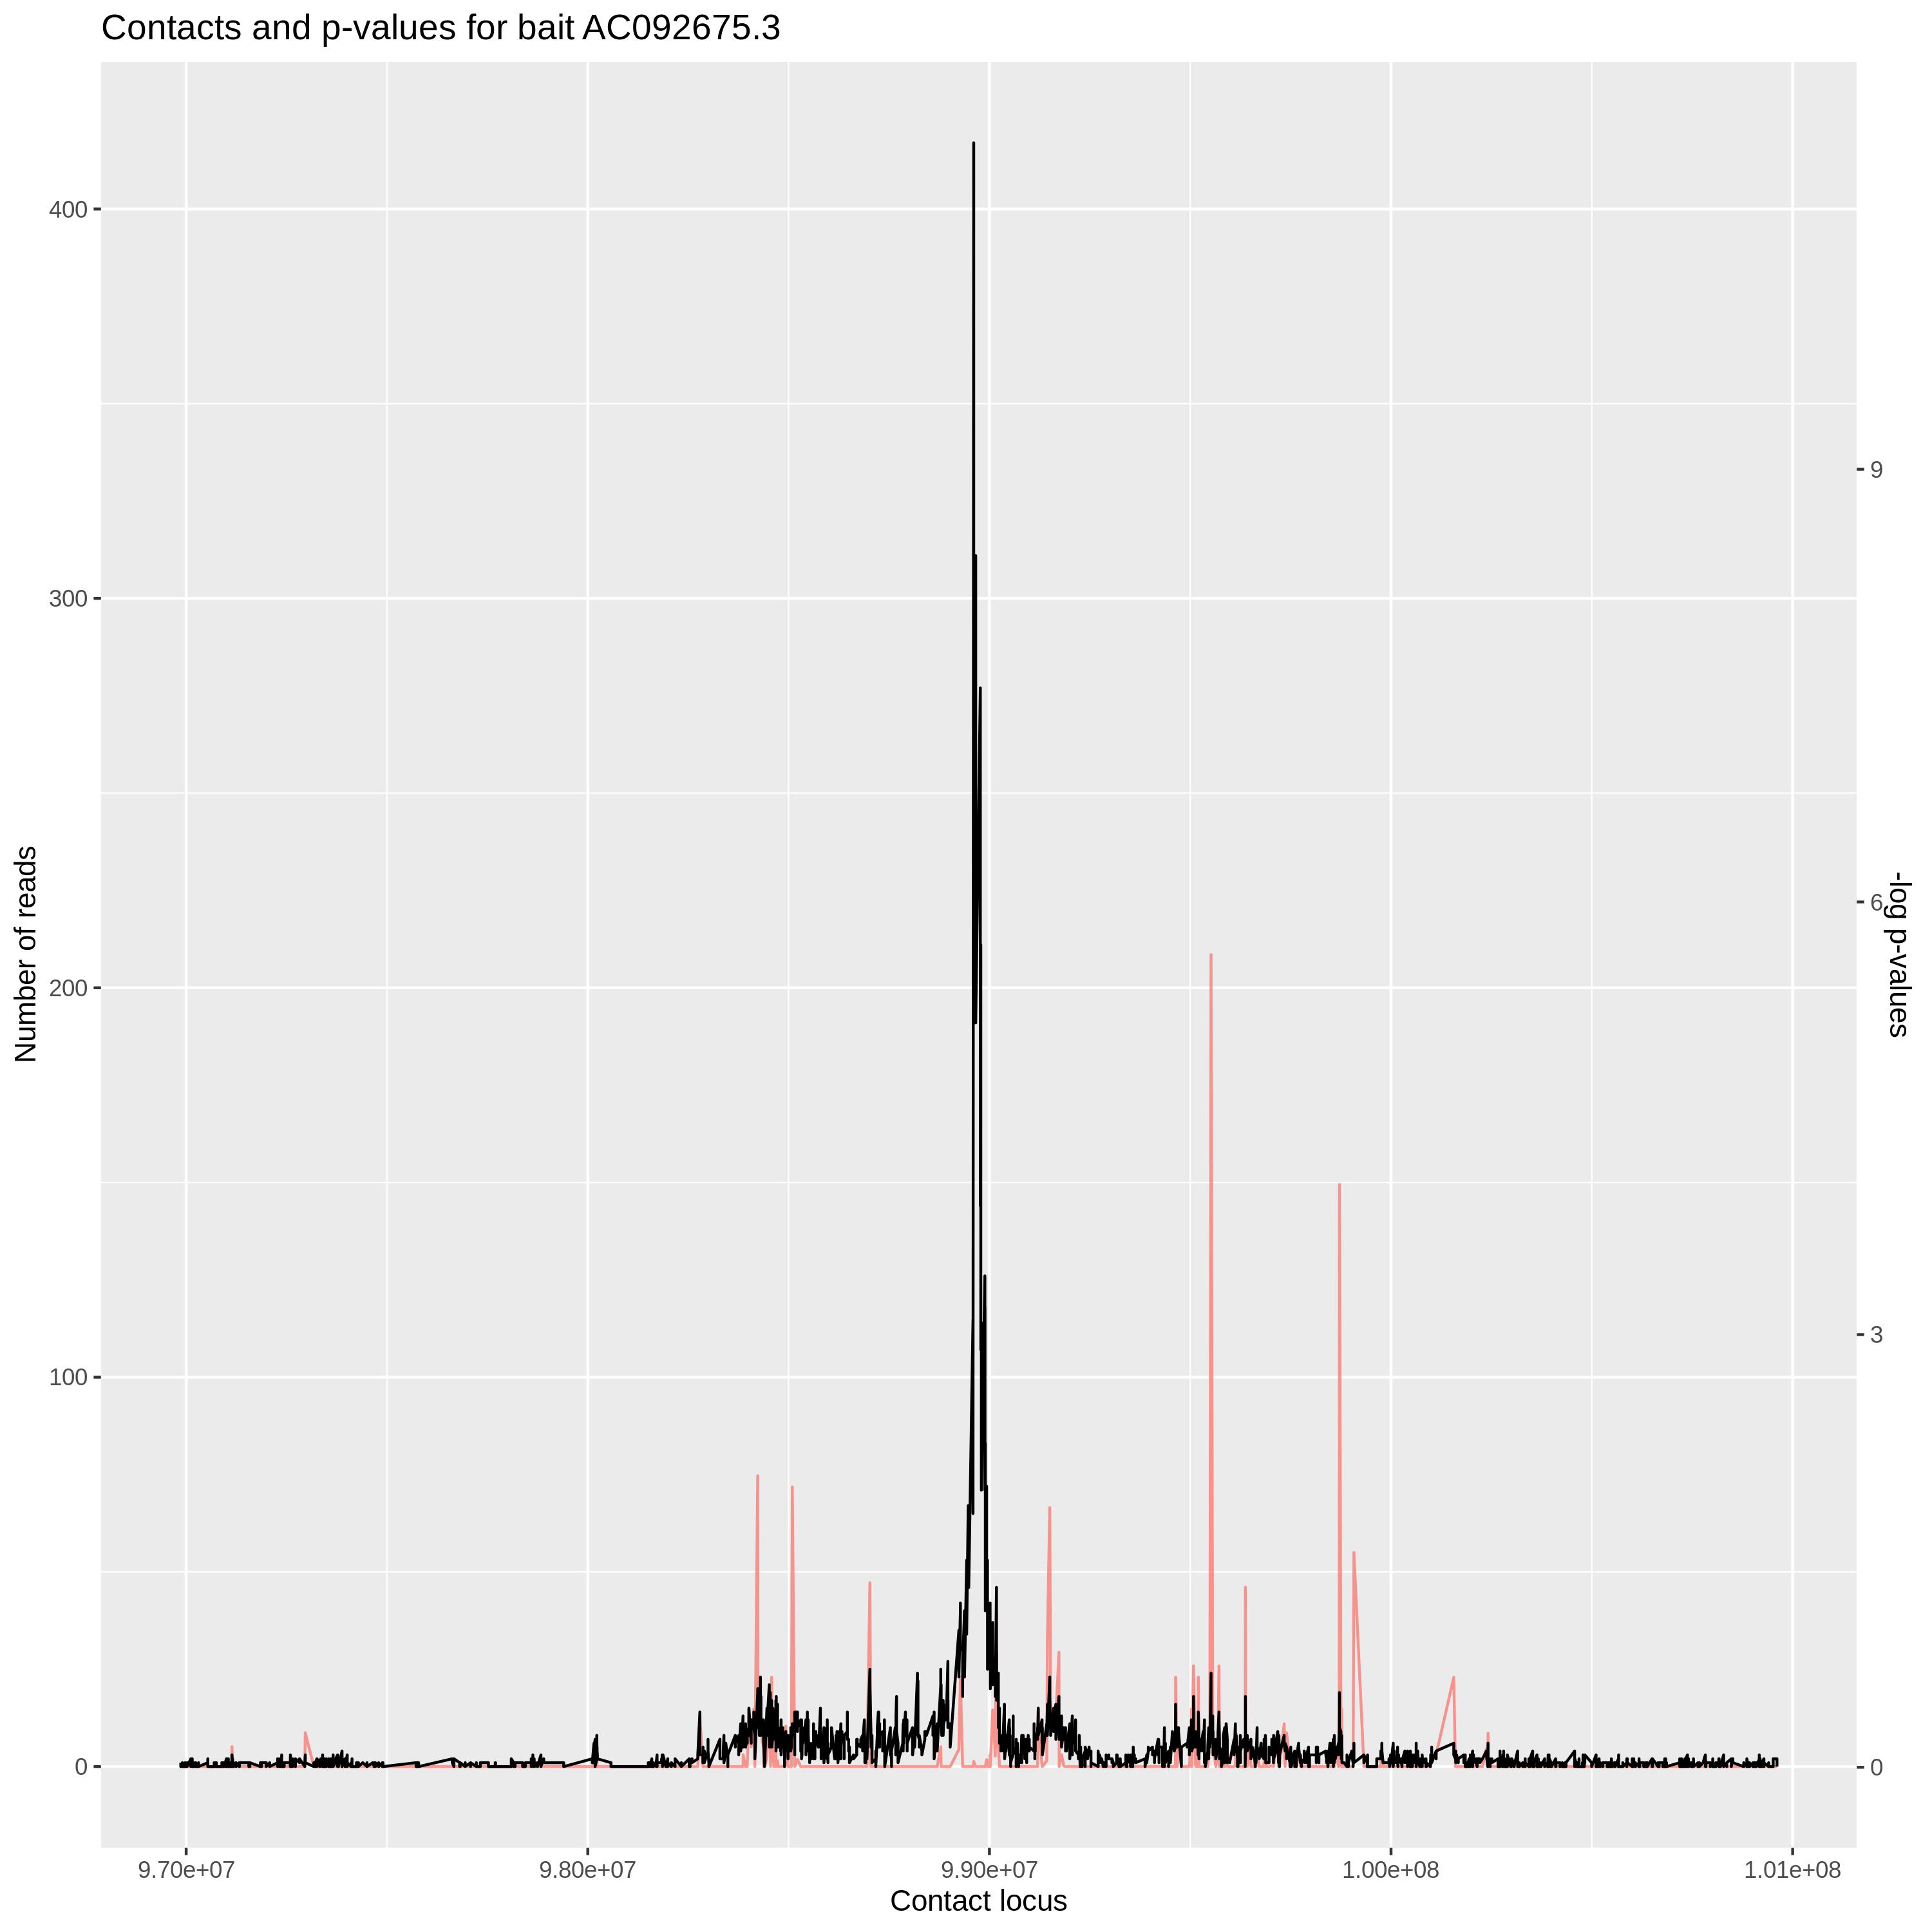 Contacts and p-values for bait AC092675.3
400
300
200
100
0
Number of reads
9
6
3
0
-log p-values
9.70e+07
9.80e+07
9.90e+07
1.00e+08
1.01e+08
Contact locus